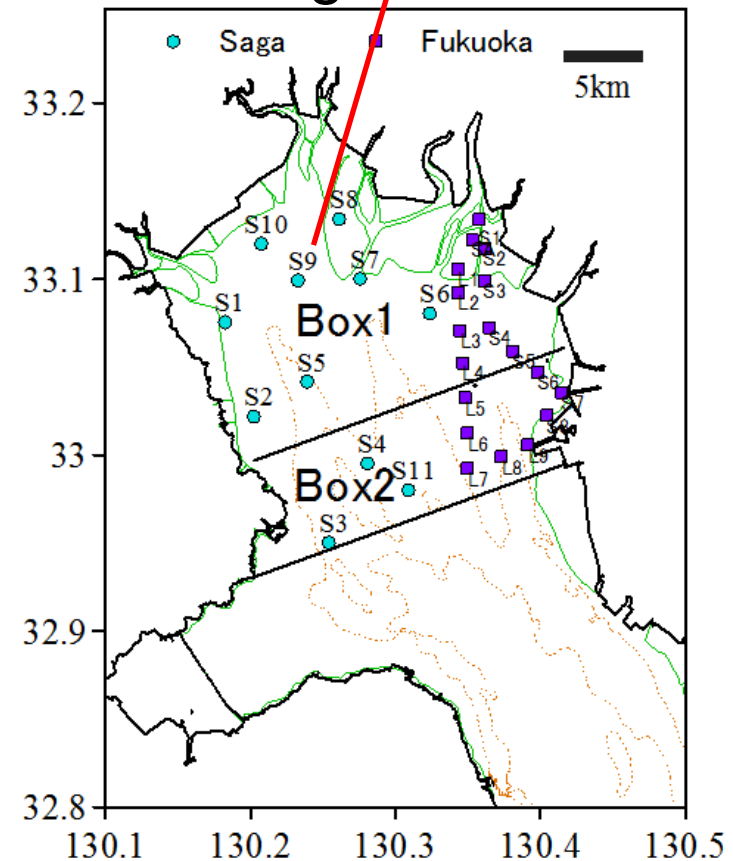 Saga Fukuoka
5km
33.2
S8
S10
S1
S2
S9 S7
33.1
L1 S3
S6 L2
S1
Box1
L3 S4
S5
S5
L4
S6
S2
S7
L5
S4
L6
33
L9
S11
L8
Box2
L7
S3
32.9
32.8
130.1 130.2 130.3 130.4 130.5